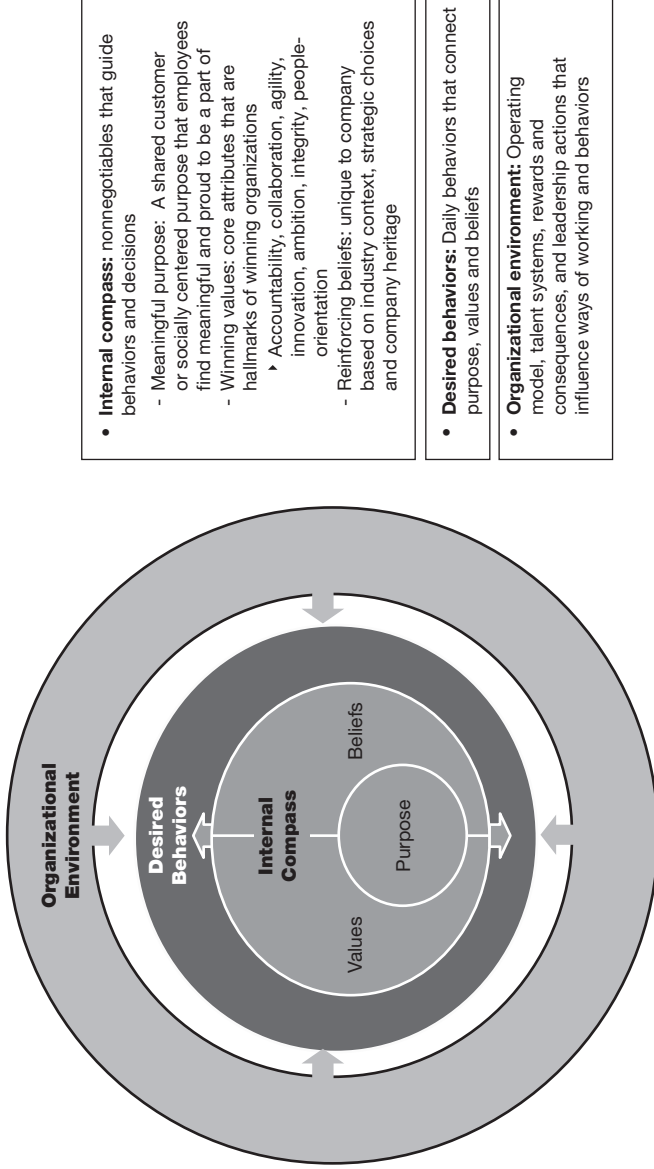 Organizational
Environment
Desired
Behaviors
Internal
Compass
Values
Beliefs
Purpose
• Internal compass: nonnegotiables that guide
behaviors and decisions
- Meaningful purpose: A shared customer
or socially centered purpose that employees
find meaningful and proud to be a part of
- Winning values: core attributes that are
hallmarks of winning organizations
‣ Accountability, collaboration, agility,
innovation, ambition, integrity, people-
orientation
- Reinforcing beliefs: unique to company
based on industry context, strategic choices
and company heritage
• Desired behaviors: Daily behaviors that connect
purpose, values and beliefs
• Organizational environment: Operating
model, talent systems, rewards and
consequences, and leadership actions that
influence ways of working and behaviors